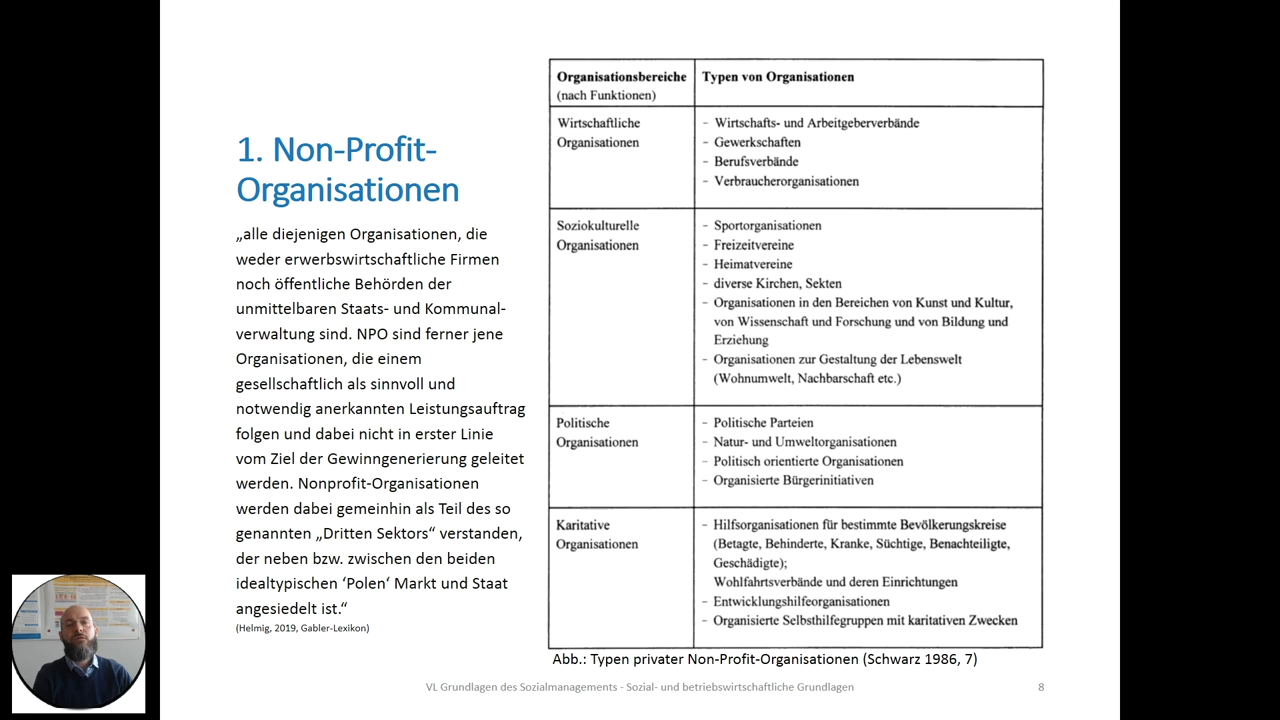 1. Non-Profit-
Organisationen
„alle diejenigen Organisationen, die
weder erwerbswirtschaftliche Firmen
noch öffentliche Behörden der
unmittelbaren Staats- und Kommunal-
verwaltung sind. NPO sind ferner jene
Organisationen, die einem
gesellschaftlich als sinnvoll und
notwendig anerkannten Leistungsauftrag
folgen und dabei nicht in erster Linie
vom Ziel der Gewinngenerierung geleitet
werden. Nonprofit-Organisationen
werden dabei gemeinhin als Teil des so
genannten „Dritten Sektors“ verstanden,
der neben bzw. zwischen den beiden
idealtypischen ‘Polen‘ Markt und Staat
angesiedelt ist.“
(Helmig, 2019, Gabler-Lexikon)
Organisationsbereiche
(nach Funktionen)
Typen von Organisationen
Wirtschaftliche
Organisationen
- Wirtschafts- und Arbeitgeberverbände
- Gewerkschaften
- Berufsverbände
- Verbraucherorganisationen
Soziokulturelle
Organisationen
- Sportorganisationen
- Freizeitvereine
- Heimatvereine
- diverse Kirchen, Sekten
- Organisationen in den Bereichen von Kunst und Kultur,
von Wissenschaft und Forschung und von Bildung und
Erziehung
- Organisationen zur Gestaltung der Lebenswelt
(Wohnumwelt, Nachbarschaft etc.)
Politische
Organisationen
- Politische Parteien
- Natur- und Umweltorganisationen
- Politisch orientierte Organisationen
- Organisierte Bürgerinitiativen
Karitative
Organisationen
- Hilfsorganisationen für bestimmte Bevölkerungskreise
(Betagte, Behinderte, Kranke, Süchtige, Benachteiligte,
Geschädigte);
Wohlfahrtsverbände und deren Einrichtungen
- Entwicklungshilfeorganisationen
- Organisierte Selbsthilfegruppen mit karitativen Zwecken
Abb.: Typen privater Non-Profit-Organisationen (Schwarz 1986, 7)
VL Grundlagen des Sozialmanagements - Sozial- und betriebswirtschaftliche Grundlagen
8